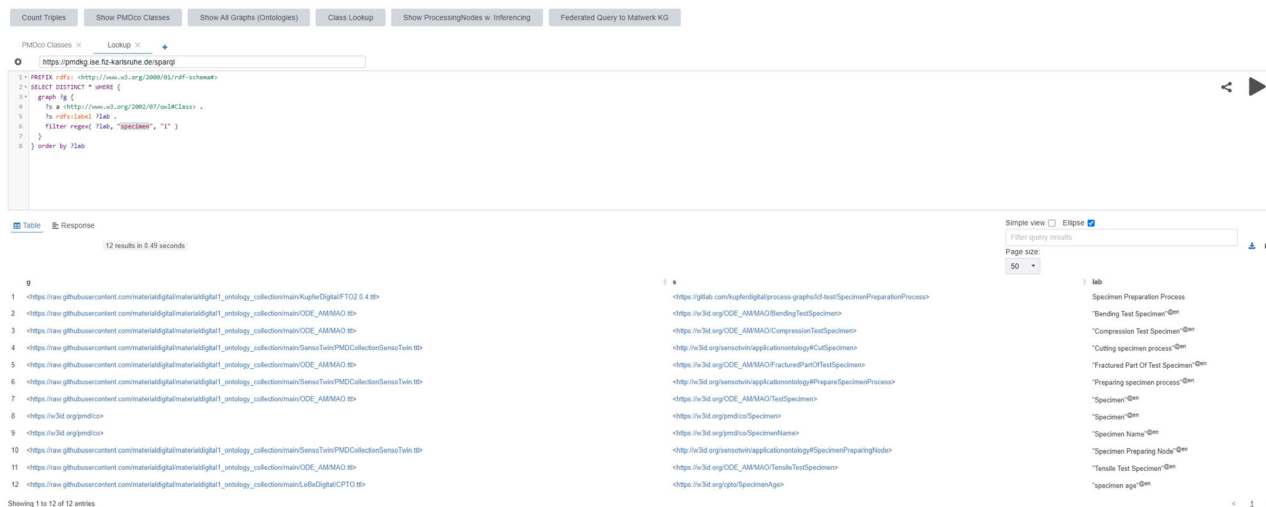 Count Triples Show PMDco Classes Show All Graphs (Ontologies) Class Lookup Show ProcessingNodes w. Inferencing Federated Query to Matwerk KG
PMDco Classes × Lookup × +
https://pmdkg.ise.fiz-karlsruhe.de/sparql
1 PREFIX rdfs: <http://www.w3.org/2000/01/rdf-schema#>
2 SELECT DISTINCT * WHERE {
3 graph ?g {
4 ?s a <http://www.w3.org/2002/07/owl#Class> .
5 ?s rdfs:label ?lab .
6 filter regex( ?lab, "specimen", "i" )
7 }
8 } order by ?lab
Table Response
Simple view Ellipse
12 results in 0.49 seconds
Filter query results
Page size:
50
g s lab
1 <https://raw.githubusercontent.com/materialdigital/materialdigital1_ontology_collection/main/KupferDigital/FTO2.0.4.ttl> <https://gitlab.com/kupferdigital/process-graphs/lcf-test/SpecimenPreparationProcess> Specimen Preparation Process
2 <https://raw.githubusercontent.com/materialdigital/materialdigital1_ontology_collection/main/ODE_AM/MAO.ttl> <https://w3id.org/ODE_AM/MAO/BendingTestSpecimen> "Bending Test Specimen"@en
3 <https://raw.githubusercontent.com/materialdigital/materialdigital1_ontology_collection/main/ODE_AM/MAO.ttl> <https://w3id.org/ODE_AM/MAO/CompressionTestSpecimen> "Compression Test Specimen"@en
4 <https://raw.githubusercontent.com/materialdigital/materialdigital1_ontology_collection/main/SensoTwin/PMDCollectionSensoTwin.ttl> <http://w3id.org/sensotwin/applicationontology#CutSpecimen> "Cutting specimen process"@en
5 <https://raw.githubusercontent.com/materialdigital/materialdigital1_ontology_collection/main/ODE_AM/MAO.ttl> <https://w3id.org/ODE_AM/MAO/FracturedPartOfTestSpecimen> "Fractured Part Of Test Specimen"@en
6 <https://raw.githubusercontent.com/materialdigital/materialdigital1_ontology_collection/main/SensoTwin/PMDCollectionSensoTwin.ttl> <http://w3id.org/sensotwin/applicationontology#PrepareSpecimenProcess> "Preparing specimen process"@en
7 <https://raw.githubusercontent.com/materialdigital/materialdigital1_ontology_collection/main/ODE_AM/MAO.ttl> <https://w3id.org/ODE_AM/MAO/TestSpecimen> "Specimen"@en
8 <https://w3id.org/pmd/co> <https://w3id.org/pmd/co/Specimen> "Specimen"@en
9 <https://w3id.org/pmd/co> <https://w3id.org/pmd/co/SpecimenName> "Specimen Name"@en
10 <https://raw.githubusercontent.com/materialdigital/materialdigital1_ontology_collection/main/SensoTwin/PMDCollectionSensoTwin.ttl> <http://w3id.org/sensotwin/applicationontology#SpecimenPreparingNode> "Specimen Preparing Node"@en
11 <https://raw.githubusercontent.com/materialdigital/materialdigital1_ontology_collection/main/ODE_AM/MAO.ttl> <https://w3id.org/ODE_AM/MAO/TensileTestSpecimen> "Tensile Test Specimen"@en
12 <https://raw.githubusercontent.com/materialdigital/materialdigital1_ontology_collection/main/LeBeDigital/CPTO.ttl> <https://w3id.org/cpto/SpecimenAge> "specimen age"@en
Showing 1 to 12 of 12 entries < 1